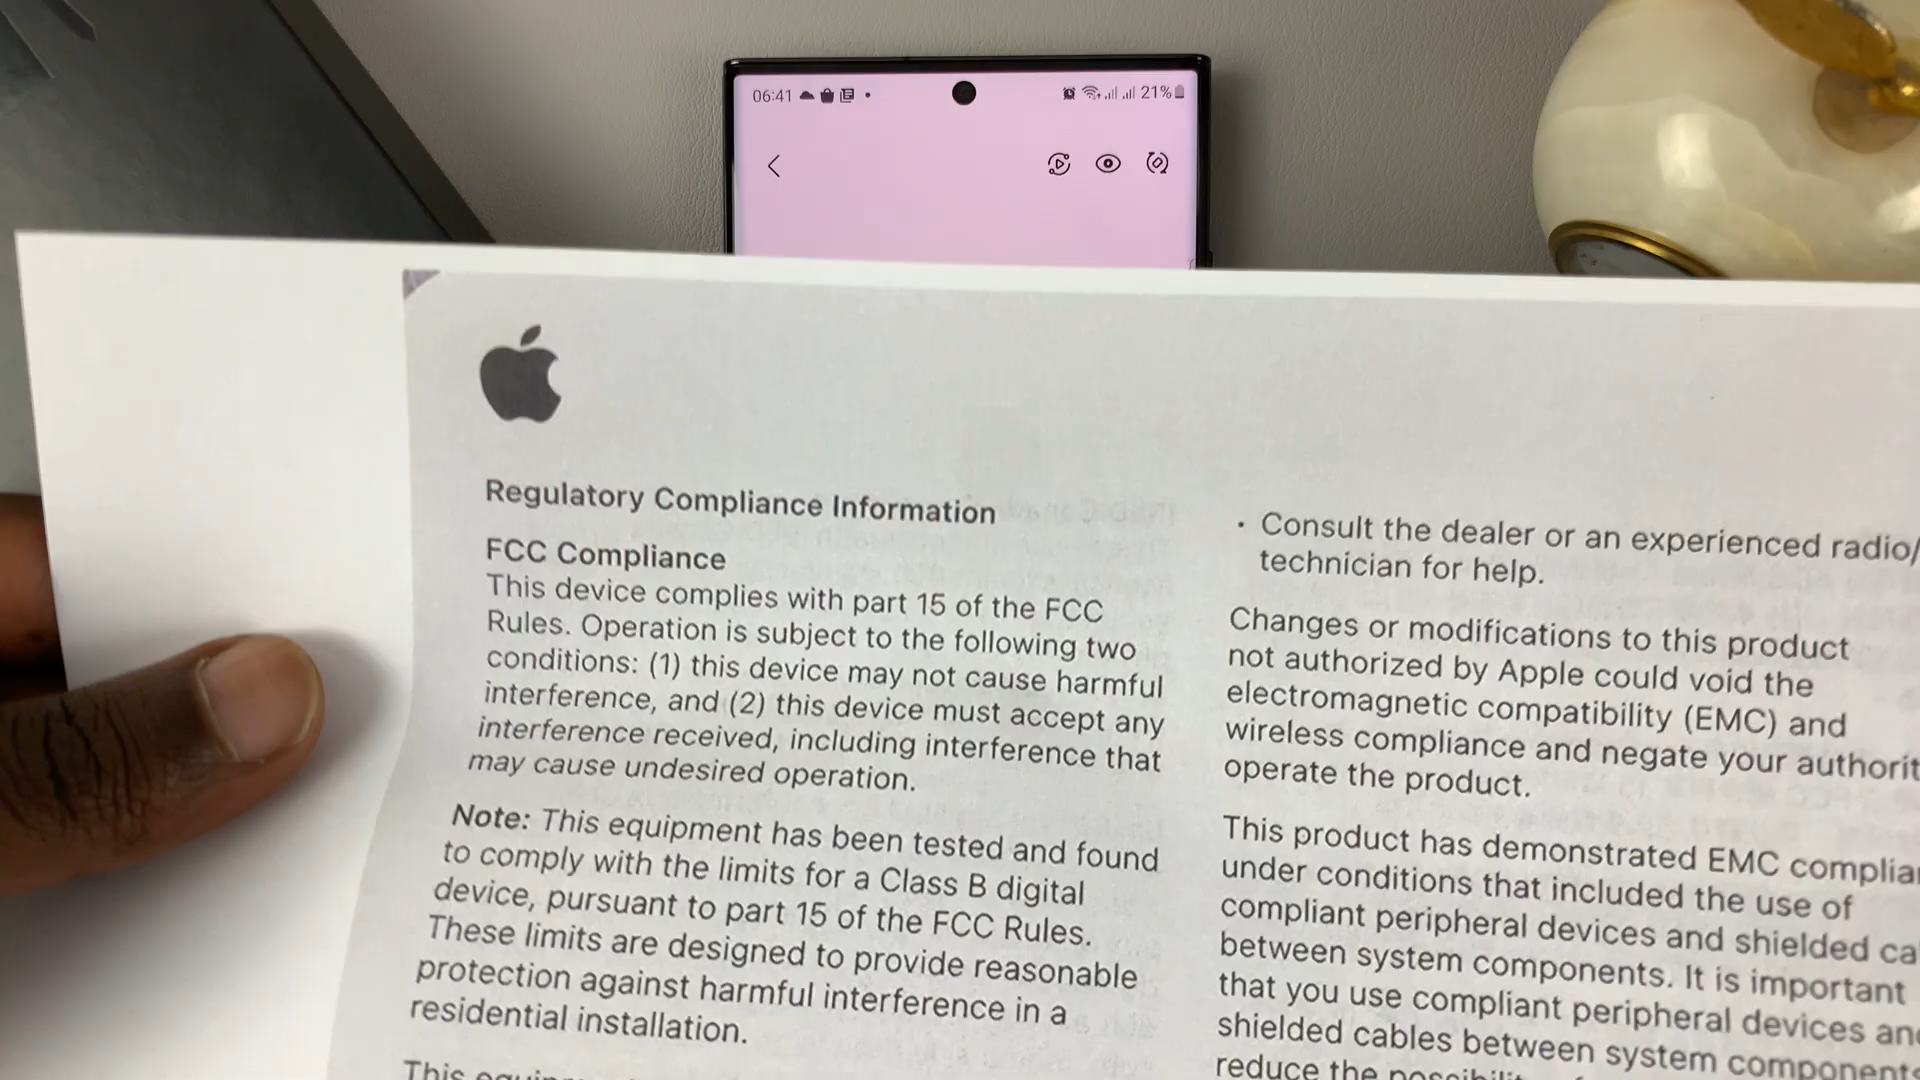 06:41
21%
Regulatory Compliance Information
FCC Compliance
This device complies with part 15 of the FCC
Rules. Operation is subject to the following two
conditions: (1) this device may not cause harmful
interference, and (2) this device must accept any
interference received, including interference that
may cause undesired operation.
Note: This equipment has been tested and found
to comply with the limits for a Class B digital
device, pursuant to part 15 of the FCC Rules.
These limits are designed to provide reasonable
protection against harmful interference in a
residential installation.
This
· Consult the dealer or an experienced radio/
technician for help.
Changes or modifications to this product
not authorized by Apple could void the
electromagnetic compatibility (EMC) and
wireless compliance and negate your authorit
operate the product.
This product has demonstrated EMC complia
under conditions that included the use of
compliant peripheral devices and shielded ca
between system components. It is important
that you use compliant peripheral devices and
shielded cables between system components
reduce the